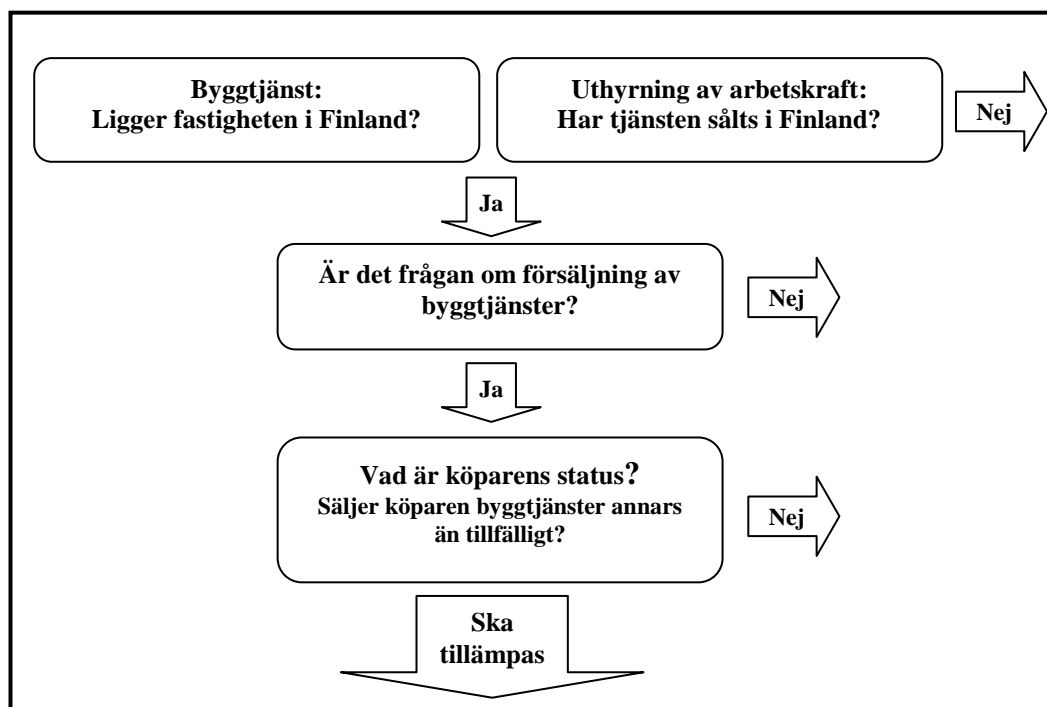 Byggtjänst:
Ligger fastigheten i Finland?
Uthyrning av arbetskraft:
Har tjänsten sålts i Finland?
Nej
Ja
Är det frågan om försäljning av
byggtjänster?
Nej
Ja
Vad är köparens status?
Säljer köparen byggtjänster annars
än tillfälligt?
Nej
Ska
tillämpas